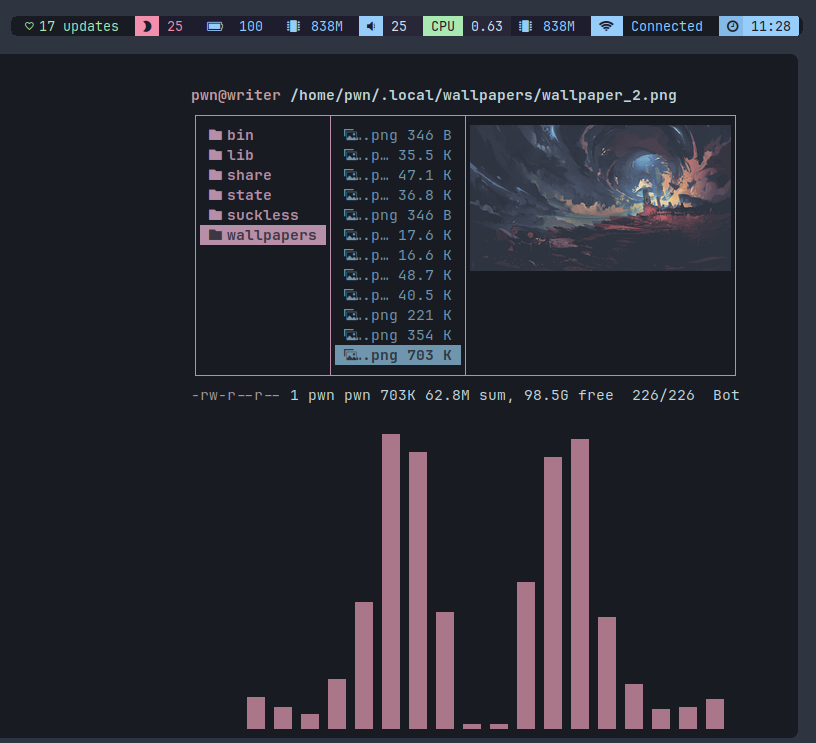 17 updates 25 100 838M 25 CPU 0.63 838M Connected 11:28
pwn@writer /home/pwn/.local/wallpapers/wallpaper_2.png
bin ..png 346 B
lib ..p… 35.5 K
share ..p… 47.1 K
state ..p… 36.8 K
suckless ..png 346 B
wallpapers ..p… 17.6 K
..p… 16.6 K
..p… 48.7 K
..p… 40.5 K
..png 221 K
..png 354 K
..png 703 K
-rw-r--r-- 1 pwn pwn 703K 62.8M sum, 98.5G free 226/226 Bot